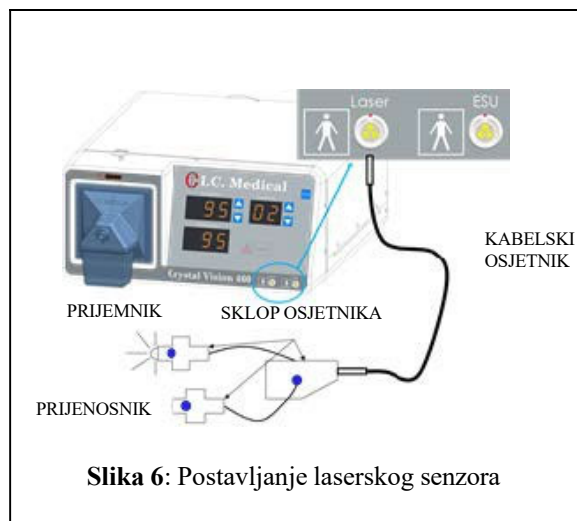 Laser ESU
I.C. Medical
95 02
95
Crystal Vision
KABELSKI
OSJETNIK
PRIJEMNIK SKLOP OSJETNIKA
PRIJENOSNIK
Slika 6: Postavljanje laserskog senzora